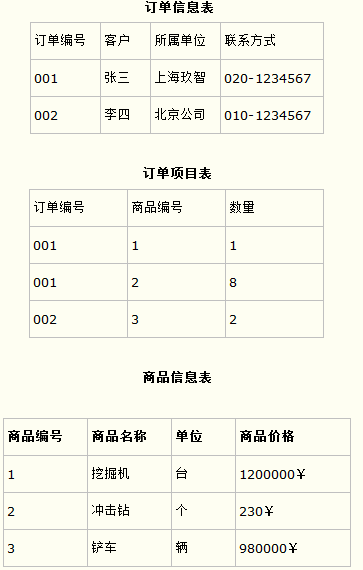 订单信息表
订单编号 客户 所属单位 联系方式
001 张三 上海玖智 020-1234567
002 李四 北京公司 010-1234567
订单项目表
订单编号 商品编号 数量
001 1 1
001 2 8
002 3 2
商品信息表
商品编号 商品名称 单位 商品价格
1 挖掘机 台 1200000￥
2 冲击钻 个 230￥
3 铲车 辆 980000￥